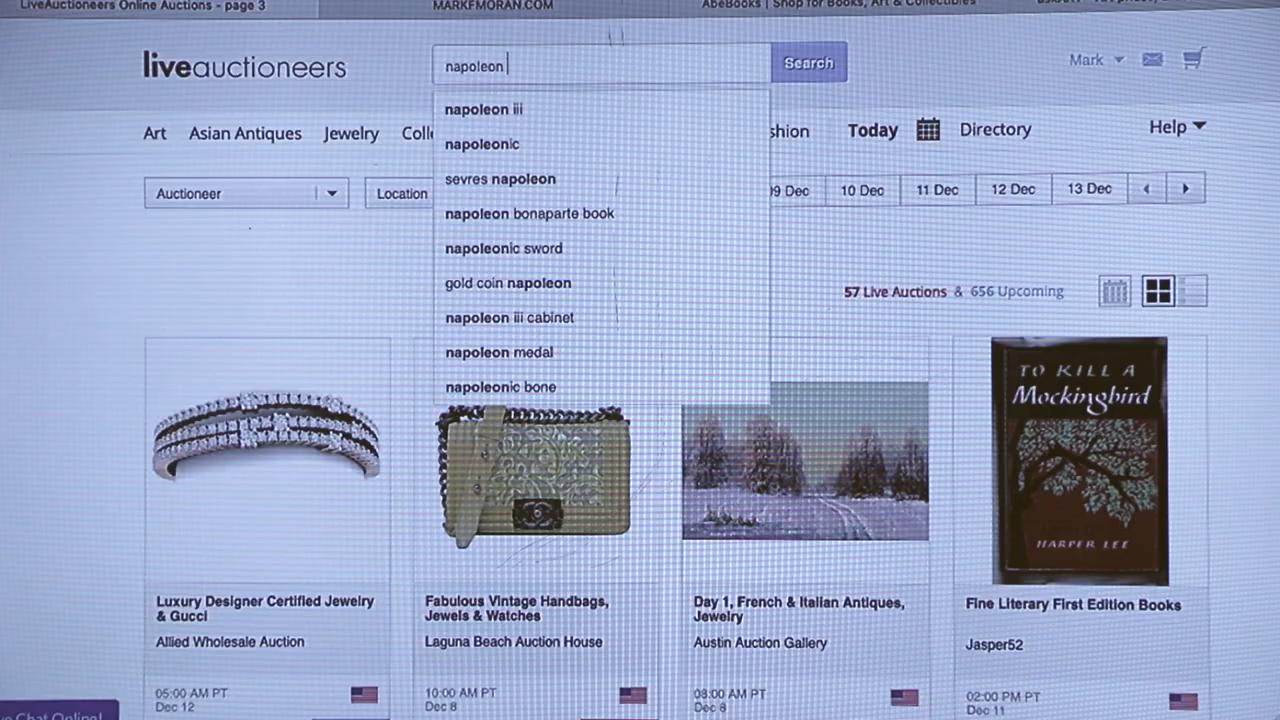 LiveAuctioneers Online Auctions - page 3
MARKFMORAN.COM
AbeBooks | Shop for Books, Art & Collectibles
liveauctioneers
napoleon
Search
Mark
napoleon iii
napoleonic
sevres napoleon
napoleon bonaparte book
napoleonic sword
gold coin napoleon
napoleon iii cabinet
napoleon medal
napoleonic bone
Art Asian Antiques Jewelry Colle shion Today Directory Help
Auctioneer
Location
09 Dec 10 Dec 11 Dec 12 Dec 13 Dec
57 Live Auctions & 656 Upcoming
TO KILL A
Mockingbird
HARPER LEE
Luxury Designer Certified Jewelry
& Gucci
Allied Wholesale Auction
05:00 AM PT
Dec 12
Fabulous Vintage Handbags,
Jewels & Watches
Laguna Beach Auction House
10:00 AM PT
Dec 8
Day 1, French & Italian Antiques,
Jewelry
Austin Auction Gallery
08:00 AM PT
Dec 8
Fine Literary First Edition Books
Jasper52
02:00 PM PT
Dec 11
ve Chat Online!